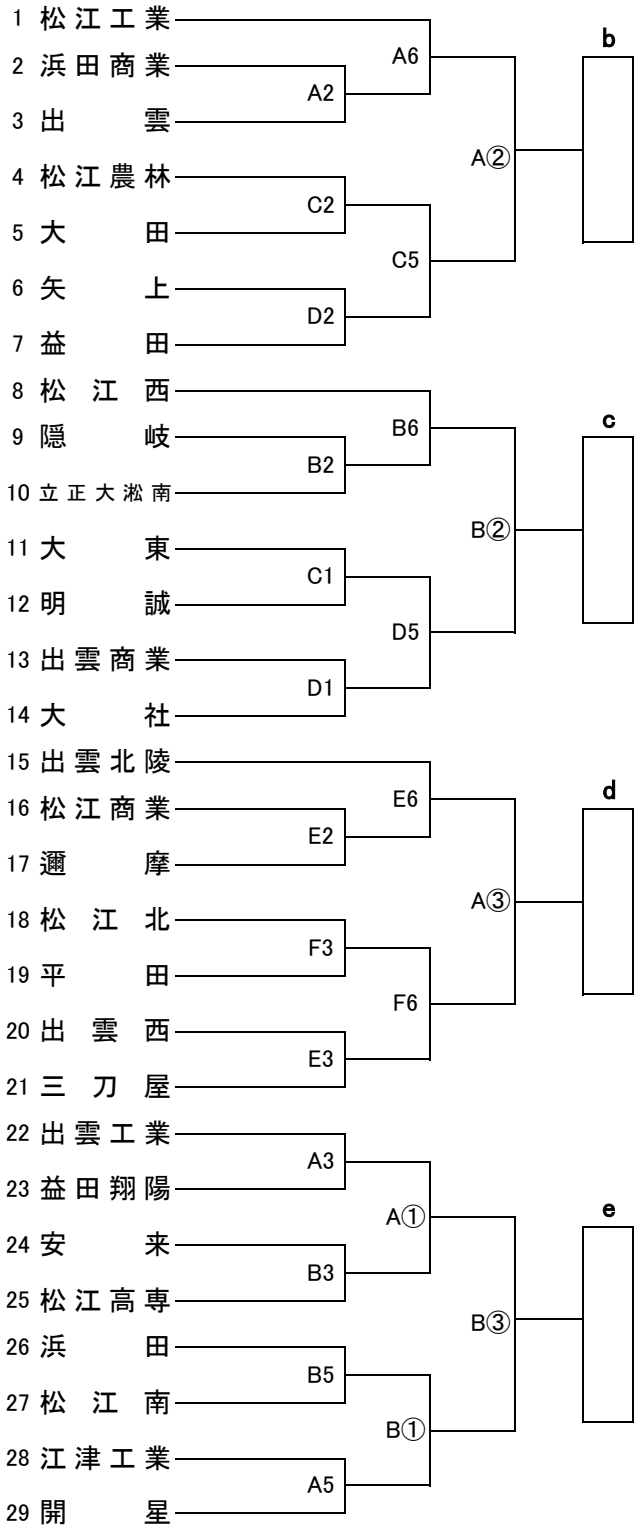 1 松江工業
A6
b
2 浜田商業
A2
3 出雲
A②
4 松江農林
C2
5 大田
C5
6 矢上
D2
7 益田
8 松江西
B6
c
9 隠岐
B2
10 立正大淞南
B②
11 大東
C1
12 明誠
D5
13 出雲商業
D1
14 大社
15 出雲北陵
E6
d
16 松江商業
E2
17 邇摩
A③
18 松江北
F3
19 平田
F6
20 出雲西
E3
21 三刀屋
22 出雲工業
A3
23 益田翔陽
e
A①
24 安来
B3
25 松江高専
B③
26 浜田
B5
27 松江南
B①
28 江津工業
A5
29 開星